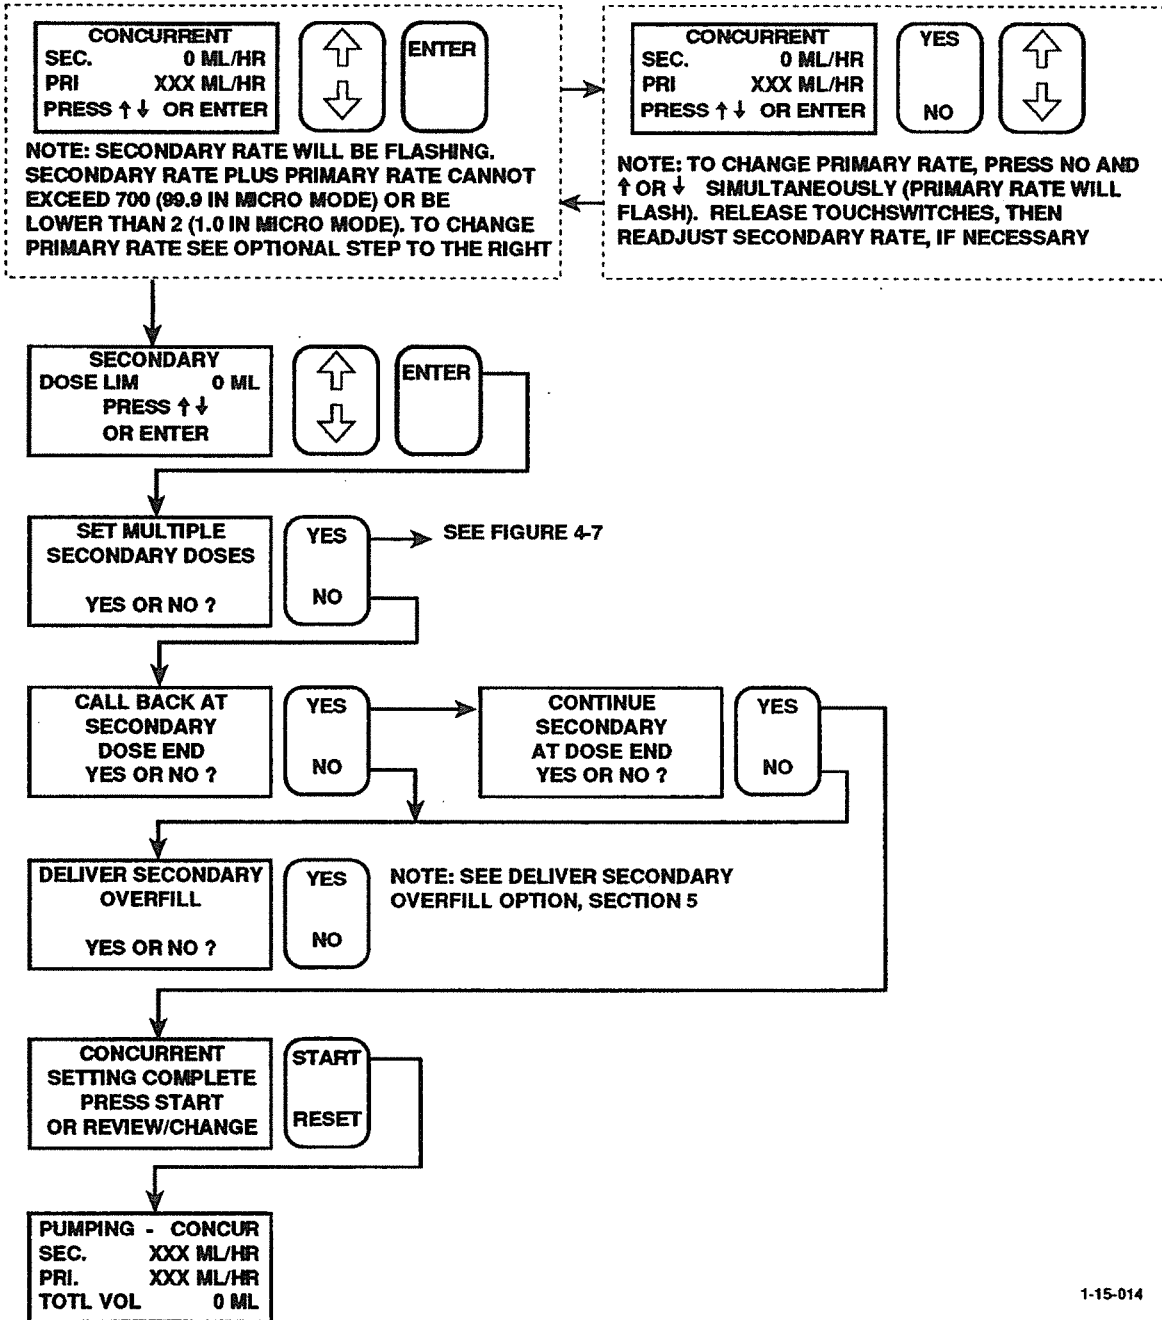 CONCURRENT
SEC. 0 ML/HR
PRI XXX ML/HR
PRESS ↑↓ OR ENTER
ENTER
NOTE: SECONDARY RATE WILL BE FLASHING.
SECONDARY RATE PLUS PRIMARY RATE CANNOT
EXCEED 700 (99.9 IN MICRO MODE) OR BE
LOWER THAN 2 (1.0 IN MICRO MODE). TO CHANGE
PRIMARY RATE SEE OPTIONAL STEP TO THE RIGHT
CONCURRENT
SEC. 0 ML/HR
PRI XXX ML/HR
PRESS ↑↓ OR ENTER
YES
NO
NOTE: TO CHANGE PRIMARY RATE, PRESS NO AND
↑ OR ↓ SIMULTANEOUSLY (PRIMARY RATE WILL
FLASH). RELEASE TOUCHSWITCHES, THEN
READJUST SECONDARY RATE, IF NECESSARY
SECONDARY
DOSE LIM 0 ML
PRESS ↑↓
OR ENTER
ENTER
SET MULTIPLE
SECONDARY DOSES
YES OR NO ?
YES
NO
SEE FIGURE 4-7
CALL BACK AT
SECONDARY
DOSE END
YES OR NO ?
YES
NO
CONTINUE
SECONDARY
AT DOSE END
YES OR NO ?
YES
NO
DELIVER SECONDARY
OVERFILL
YES OR NO ?
YES
NO
NOTE: SEE DELIVER SECONDARY
OVERFILL OPTION, SECTION 5
CONCURRENT
SETTING COMPLETE
PRESS START
OR REVIEW/CHANGE
START
RESET
PUMPING - CONCUR
SEC. XXX ML/HR
PRI. XXX ML/HR
TOTL VOL 0 ML
1-15-014